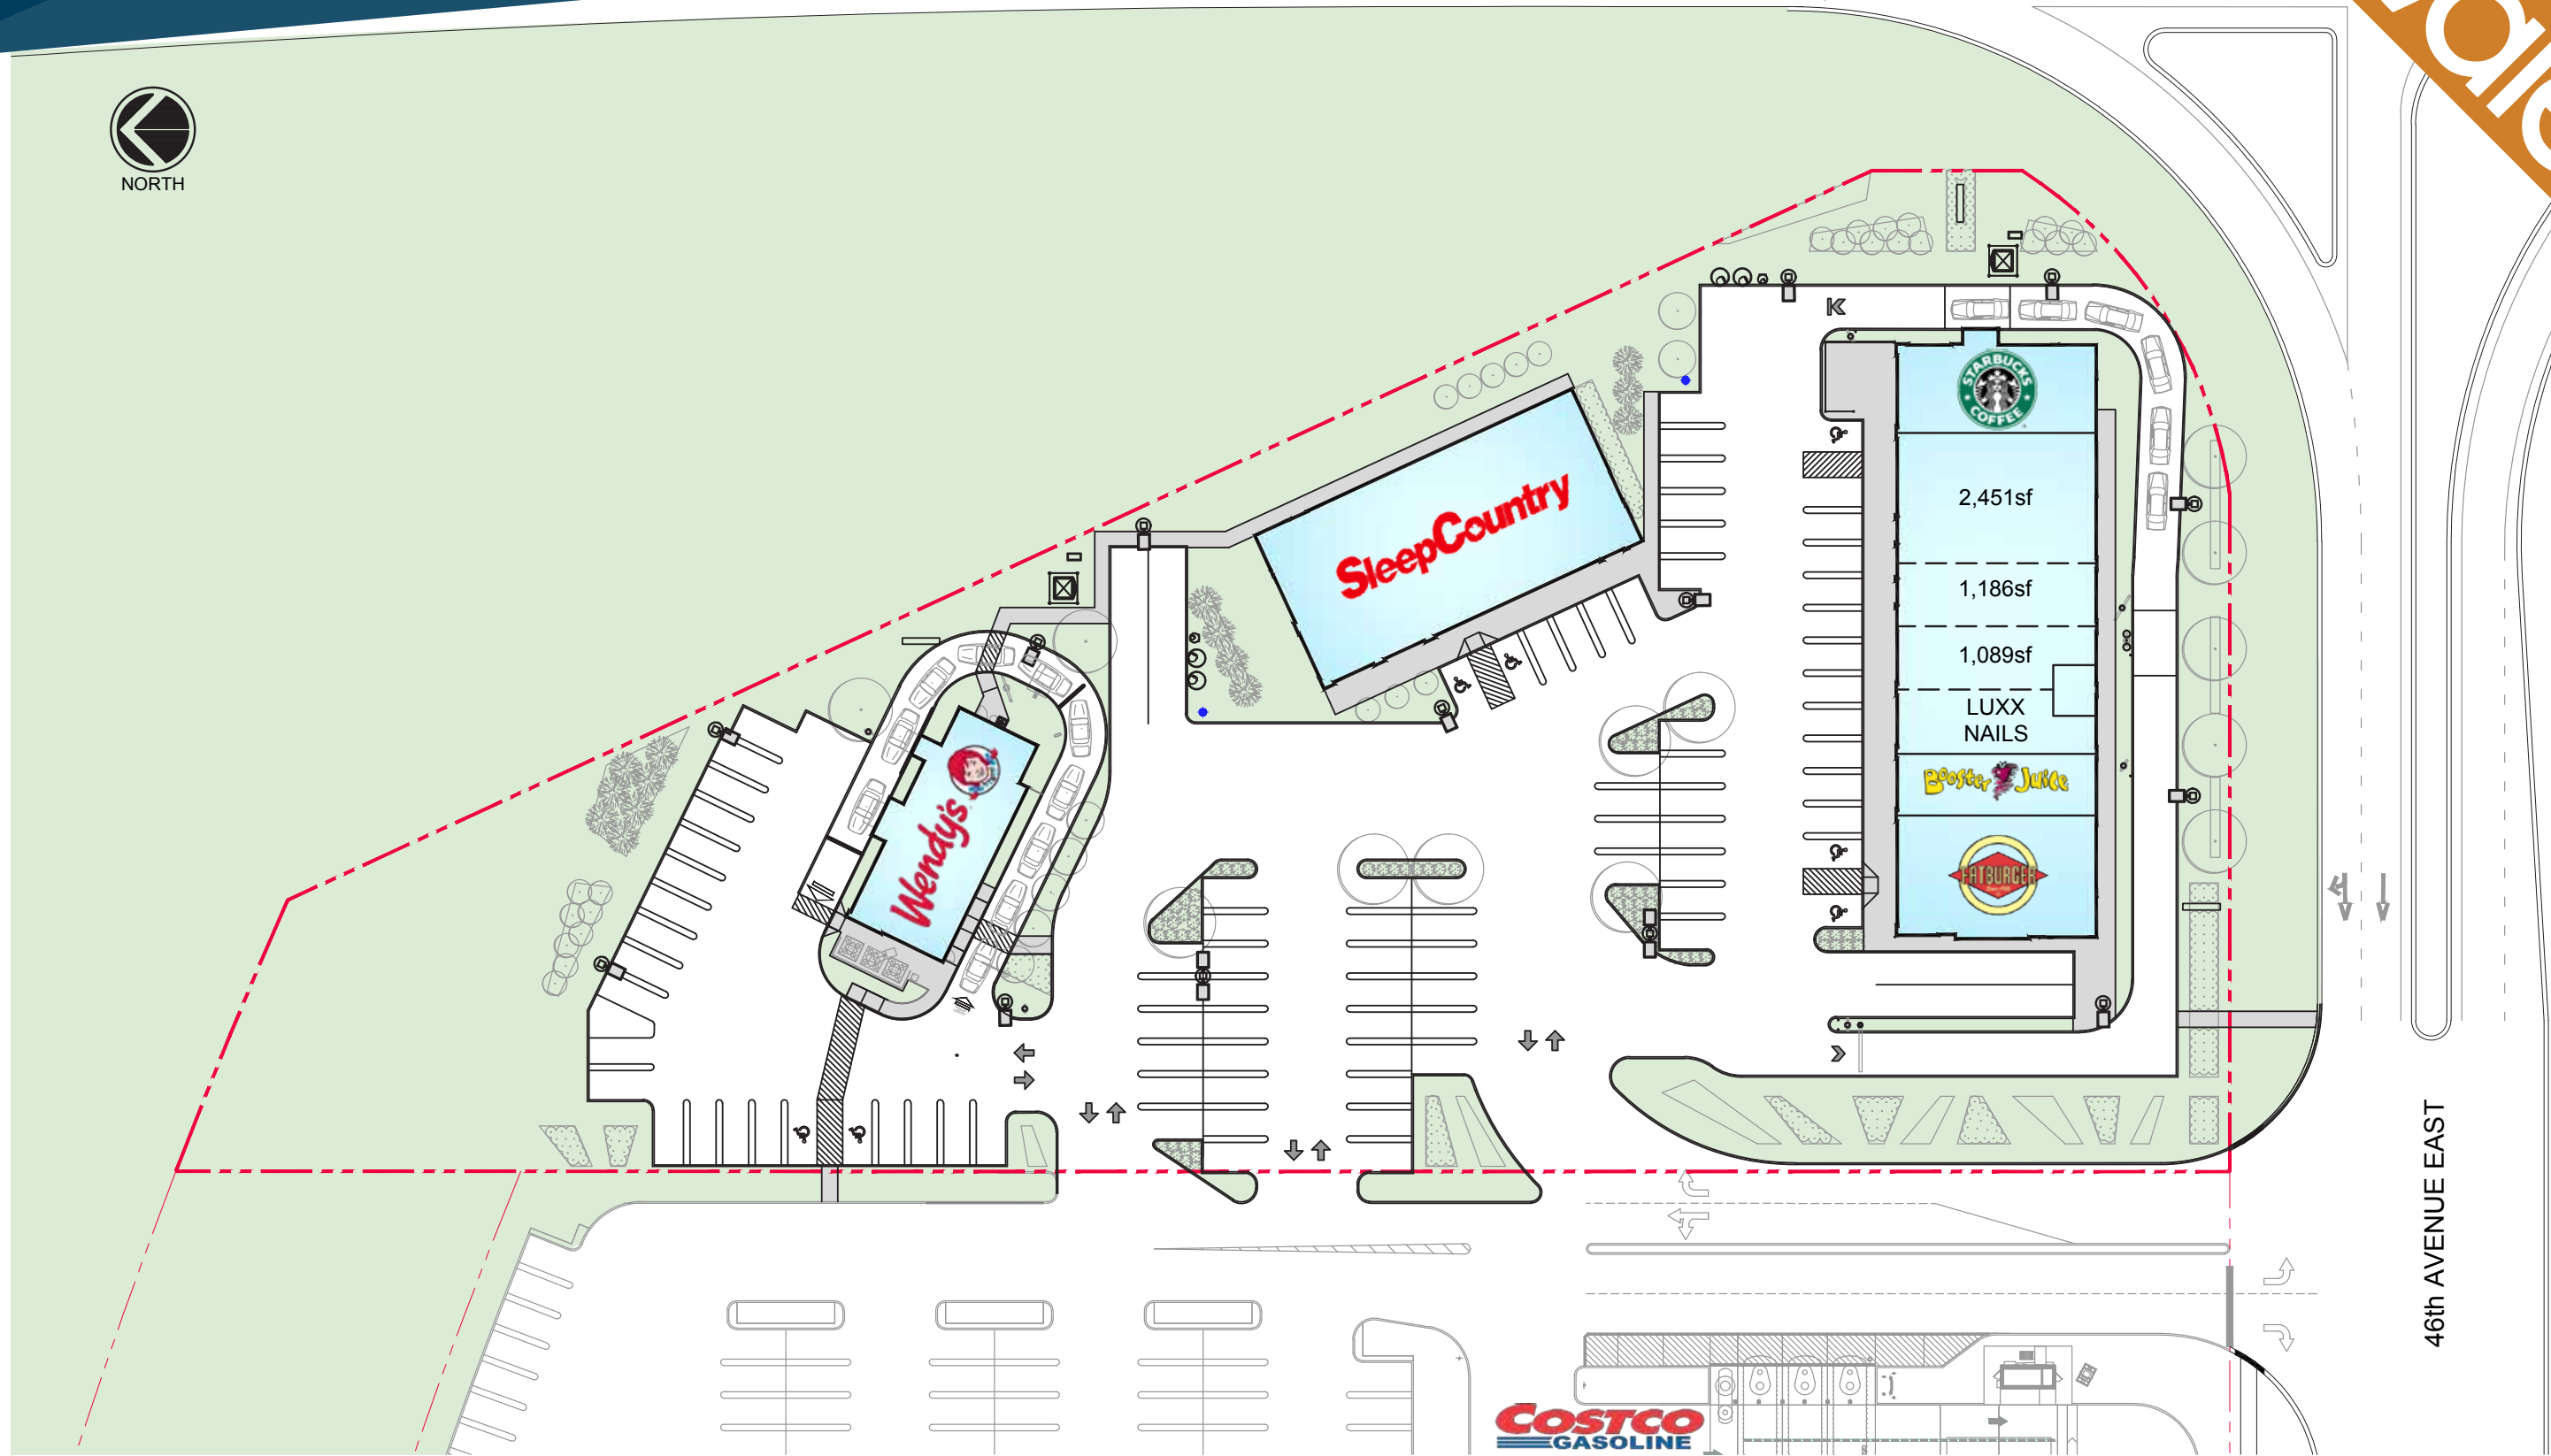 NORTH
STARBUCKS
COFFEE
2,451sf
SleepCountry
1,186sf
1,089sf
LUXX
NAILS
Booster Juice
Wendy's
FATBURGER
46th AVENUE EAST
COSTCO
GASOLINE